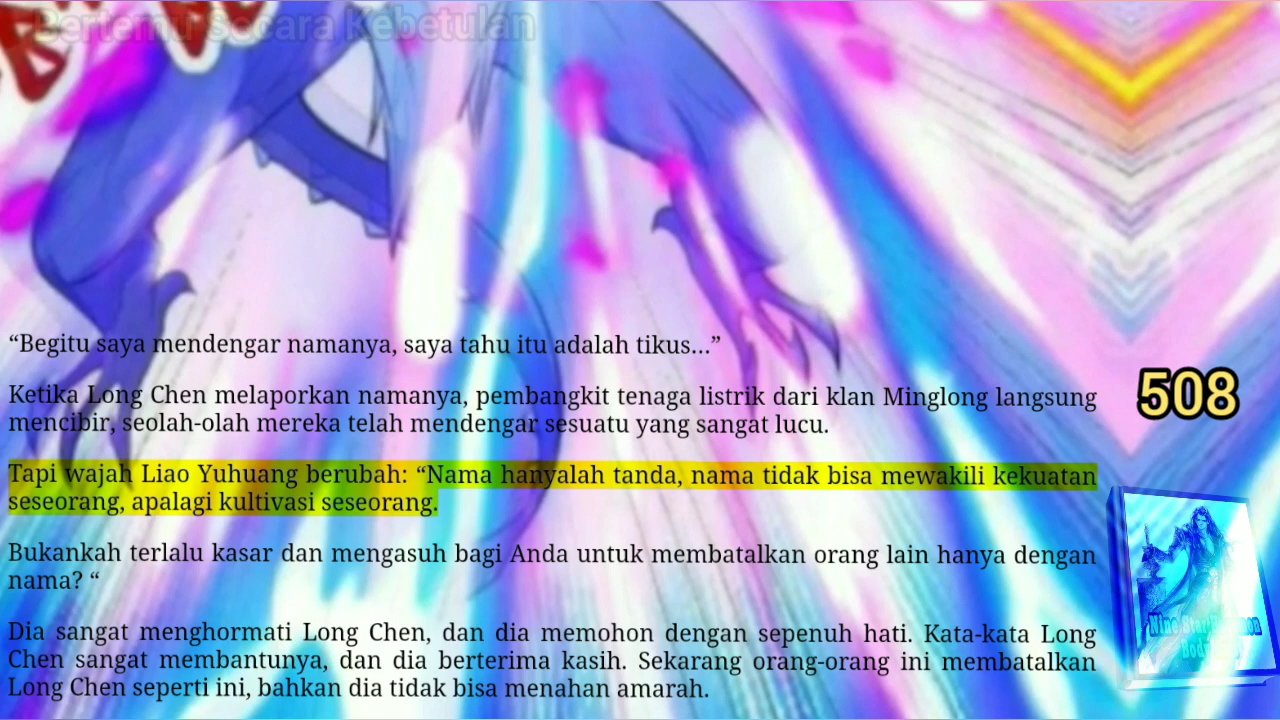 Bertemu Secara Kebetulan
“Begitu saya mendengar namanya, saya tahu itu adalah tikus...”
Ketika Long Chen melaporkan namanya, pembangkit tenaga listrik dari klan Minglong langsung
mencibir, seolah-olah mereka telah mendengar sesuatu yang sangat lucu.
508
Tapi wajah Liao Yuhuang berubah: “Nama hanyalah tanda, nama tidak bisa mewakili kekuatan
seseorang, apalagi kultivasi seseorang.
Bukankah terlalu kasar dan mengasuh bagi Anda untuk membatalkan orang lain hanya dengan
nama? “
Dia sangat menghormati Long Chen, dan dia memohon dengan sepenuh hati. Kata-kata Long
Chen sangat membantunya, dan dia berterima kasih. Sekarang orang-orang ini membatalkan
Long Chen seperti ini, bahkan dia tidak bisa menahan amarah.
Nine Star
Body